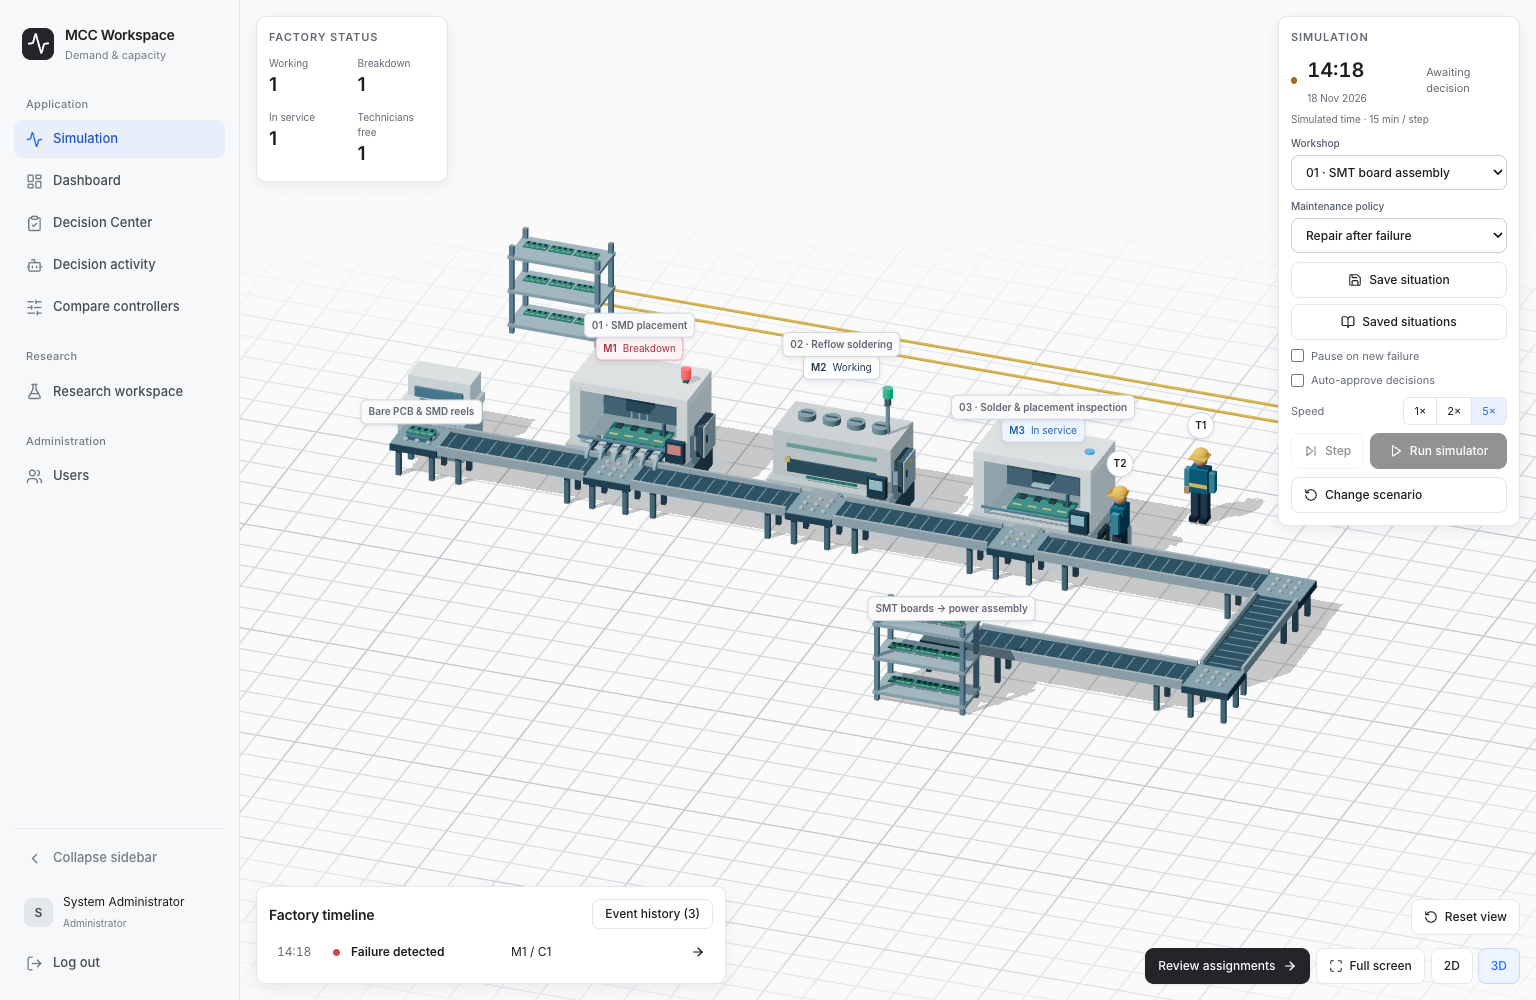 MCC Workspace
Demand & capacity
Application
Simulation
Dashboard
Decision Center
Decision activity
Compare controllers
Research
Research workspace
Administration
Users
Collapse sidebar
S
System Administrator
Administrator
Log out
FACTORY STATUS
Working
Breakdown
1
1
In service
Technicians
free
1
1
01 · SMD placement
M1 Breakdown
02 · Reflow soldering
M2 Working
Bare PCB & SMD reels
03 · Solder & placement inspection
M3 In service
T1
T2
SMT boards → power assembly
SIMULATION
14:18
Awaiting
decision
18 Nov 2026
Simulated time · 15 min / step
Workshop
01 · SMT board assembly
Maintenance policy
Repair after failure
Save situation
Saved situations
Pause on new failure
Auto-approve decisions
Speed
1×
2×
5×
Step
Run simulator
Change scenario
Factory timeline
Event history (3)
14:18
Failure detected
M1 / C1
Reset view
Review assignments
Full screen
2D
3D